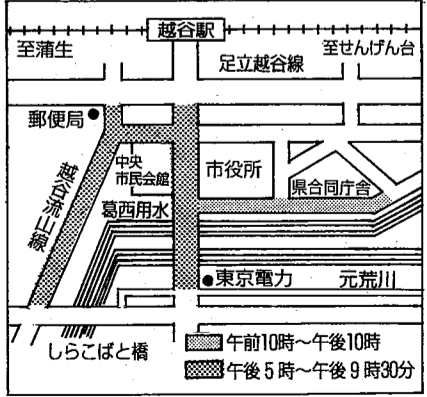 越谷駅
至蒲生
至せんげん台
足立越谷線
郵便局
越谷流山線
中央
市民会館
市役所
県合同庁舎
葛西用水
東京電力
元荒川
しらこばと橋
午前10時～午後10時
午後5時～午後9時30分